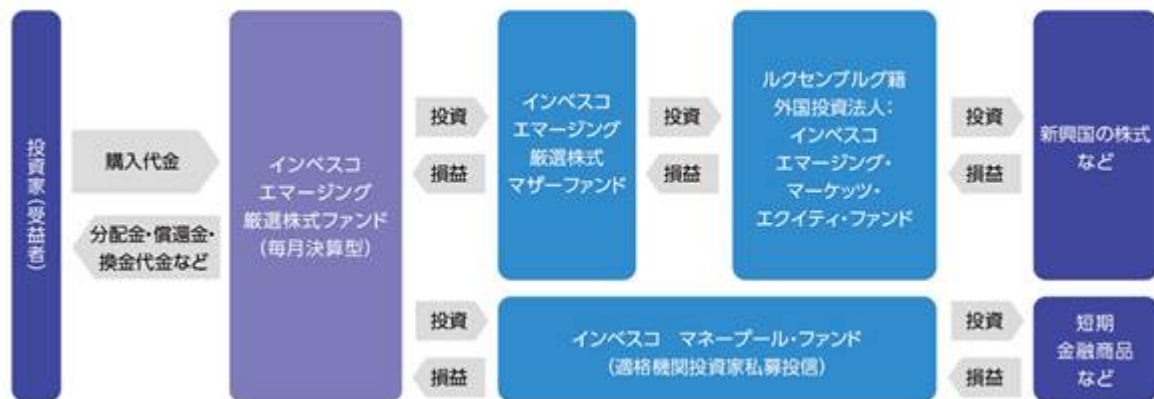 投資家(受益者)
購入代金
分配金・償還金・
換金代金など
インベスコ
エマージング
厳選株式ファンド
(毎月決算型)
投資
損益
インベスコ
エマージング
厳選株式
マザーファンド
投資
損益
ルクセンブルグ籍
外国投資法人:
インベスコ
エマージング・
マーケッツ・
エクイティ・ファンド
投資
損益
新興国の株式
など
投資
損益
インベスコ マネープール・ファンド
(適格機関投資家私募投信)
投資
損益
短期
金融商品
など